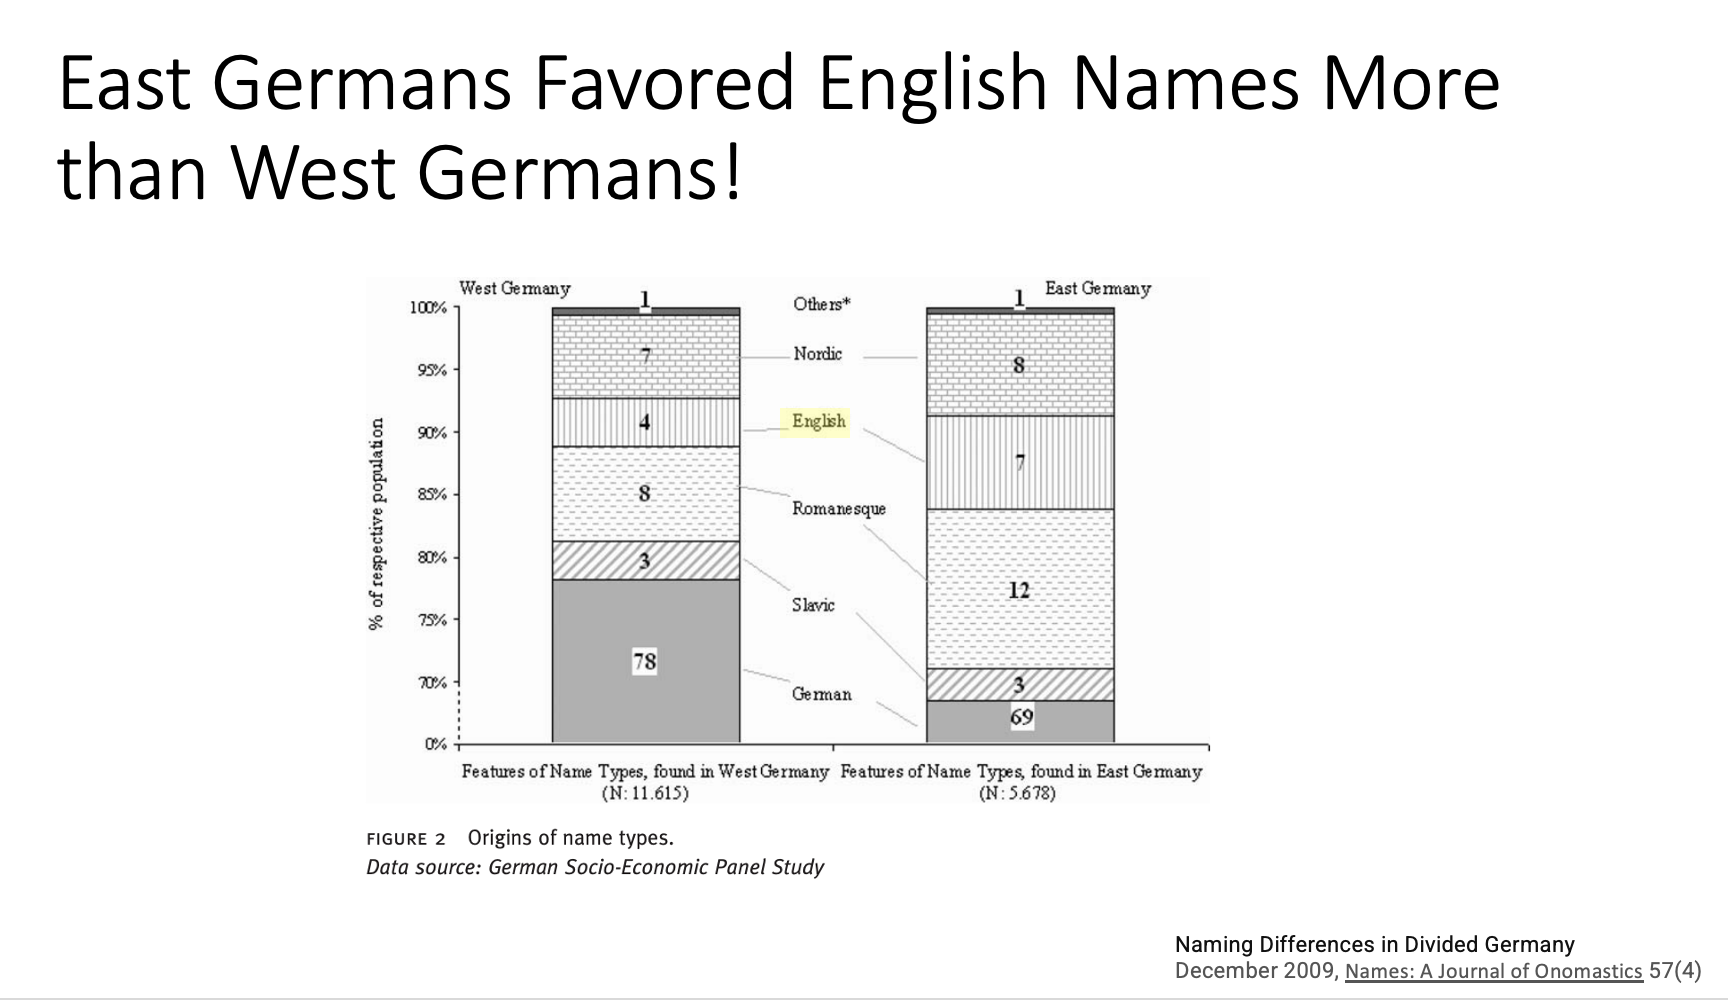 East Germans Favored English Names More
than West Germans!
West Germany
East Germany
% of respective population
100%
95%
90%
85%
80%
75%
70%
0%
1
7
4
8
3
78
Others*
Nordic
English
Romanesque
Slavic
German
1
8
7
12
3
69
Features of Name Types, found in West Germany
(N: 11.615)
Features of Name Types, found in East Germany
(N: 5.678)
FIGURE 2 Origins of name types.
Data source: German Socio-Economic Panel Study
Naming Differences in Divided Germany
December 2009, Names: A Journal of Onomastics 57(4)